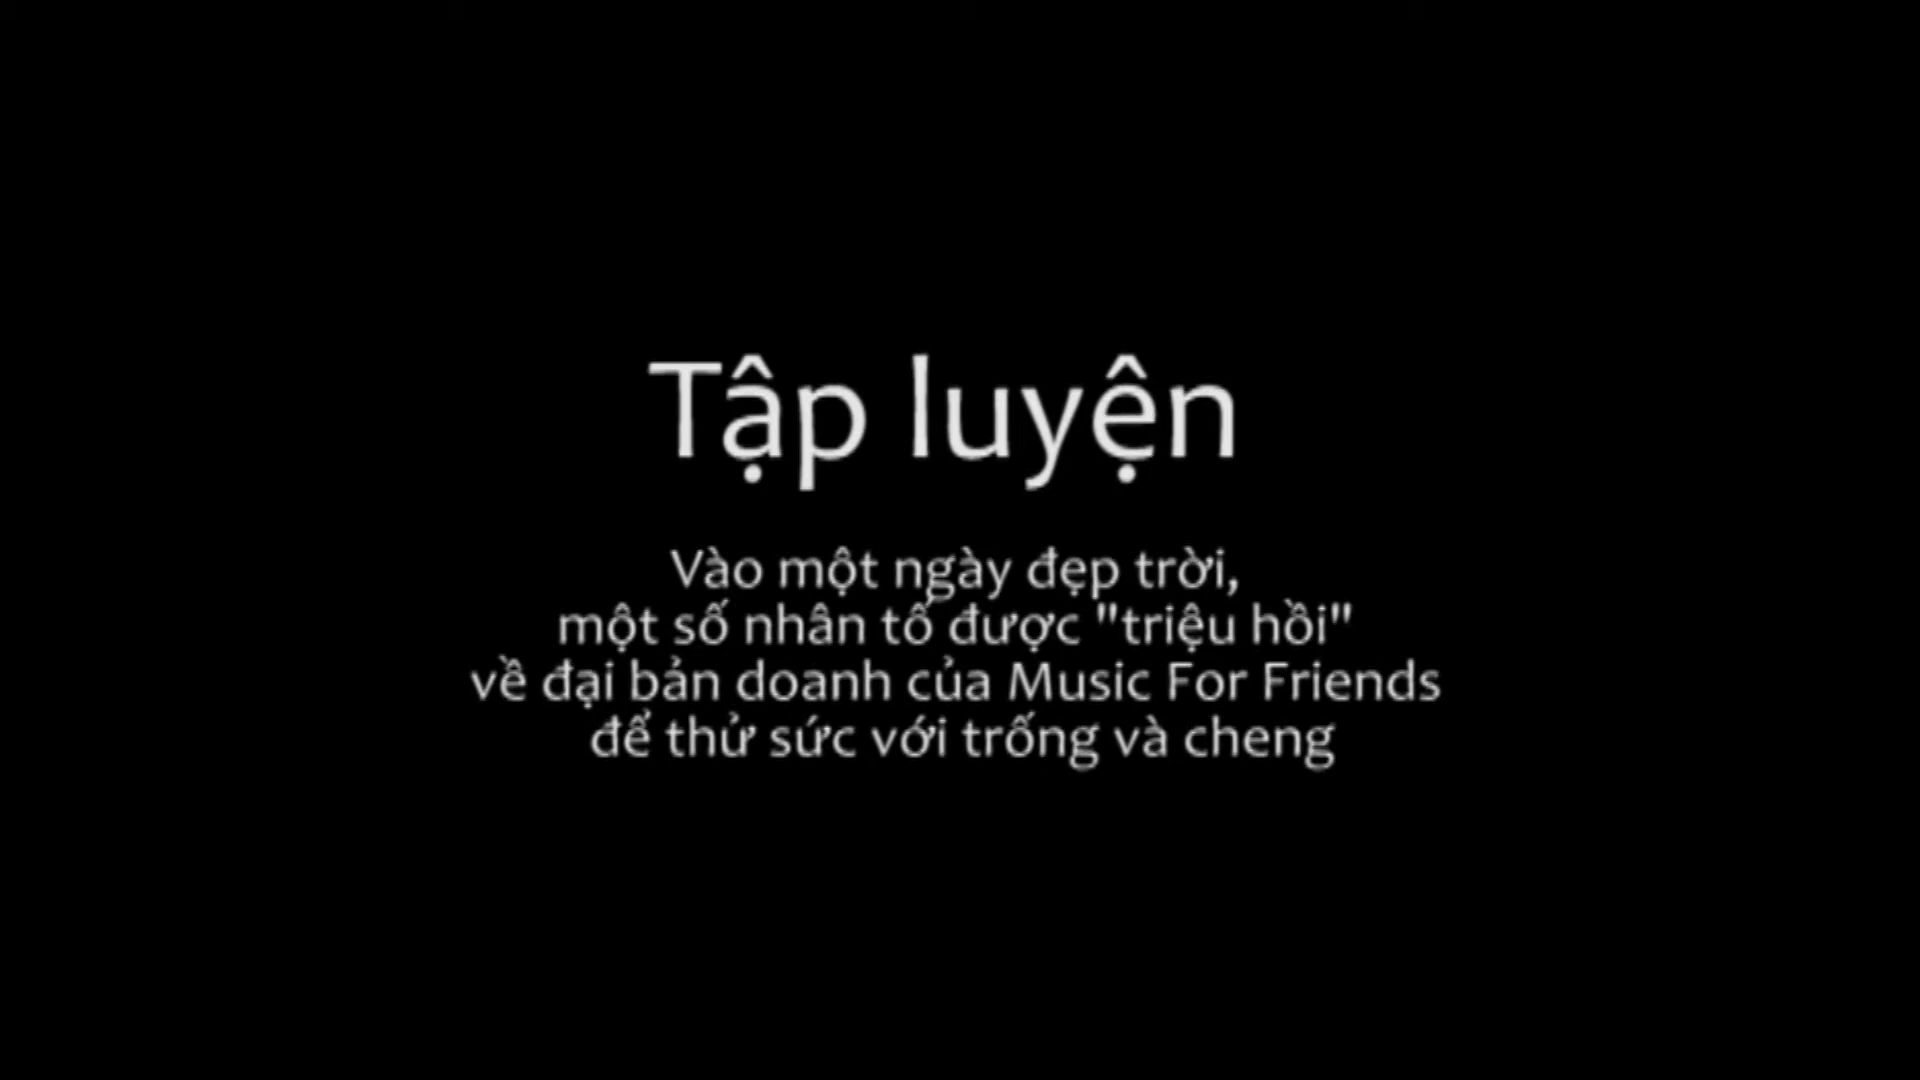 Tập luyện
Vào một ngày đẹp trời,
một số nhân tố được "triệu hồi"
về đại bản doanh của Music For Friends
để thử sức với trống và cheng